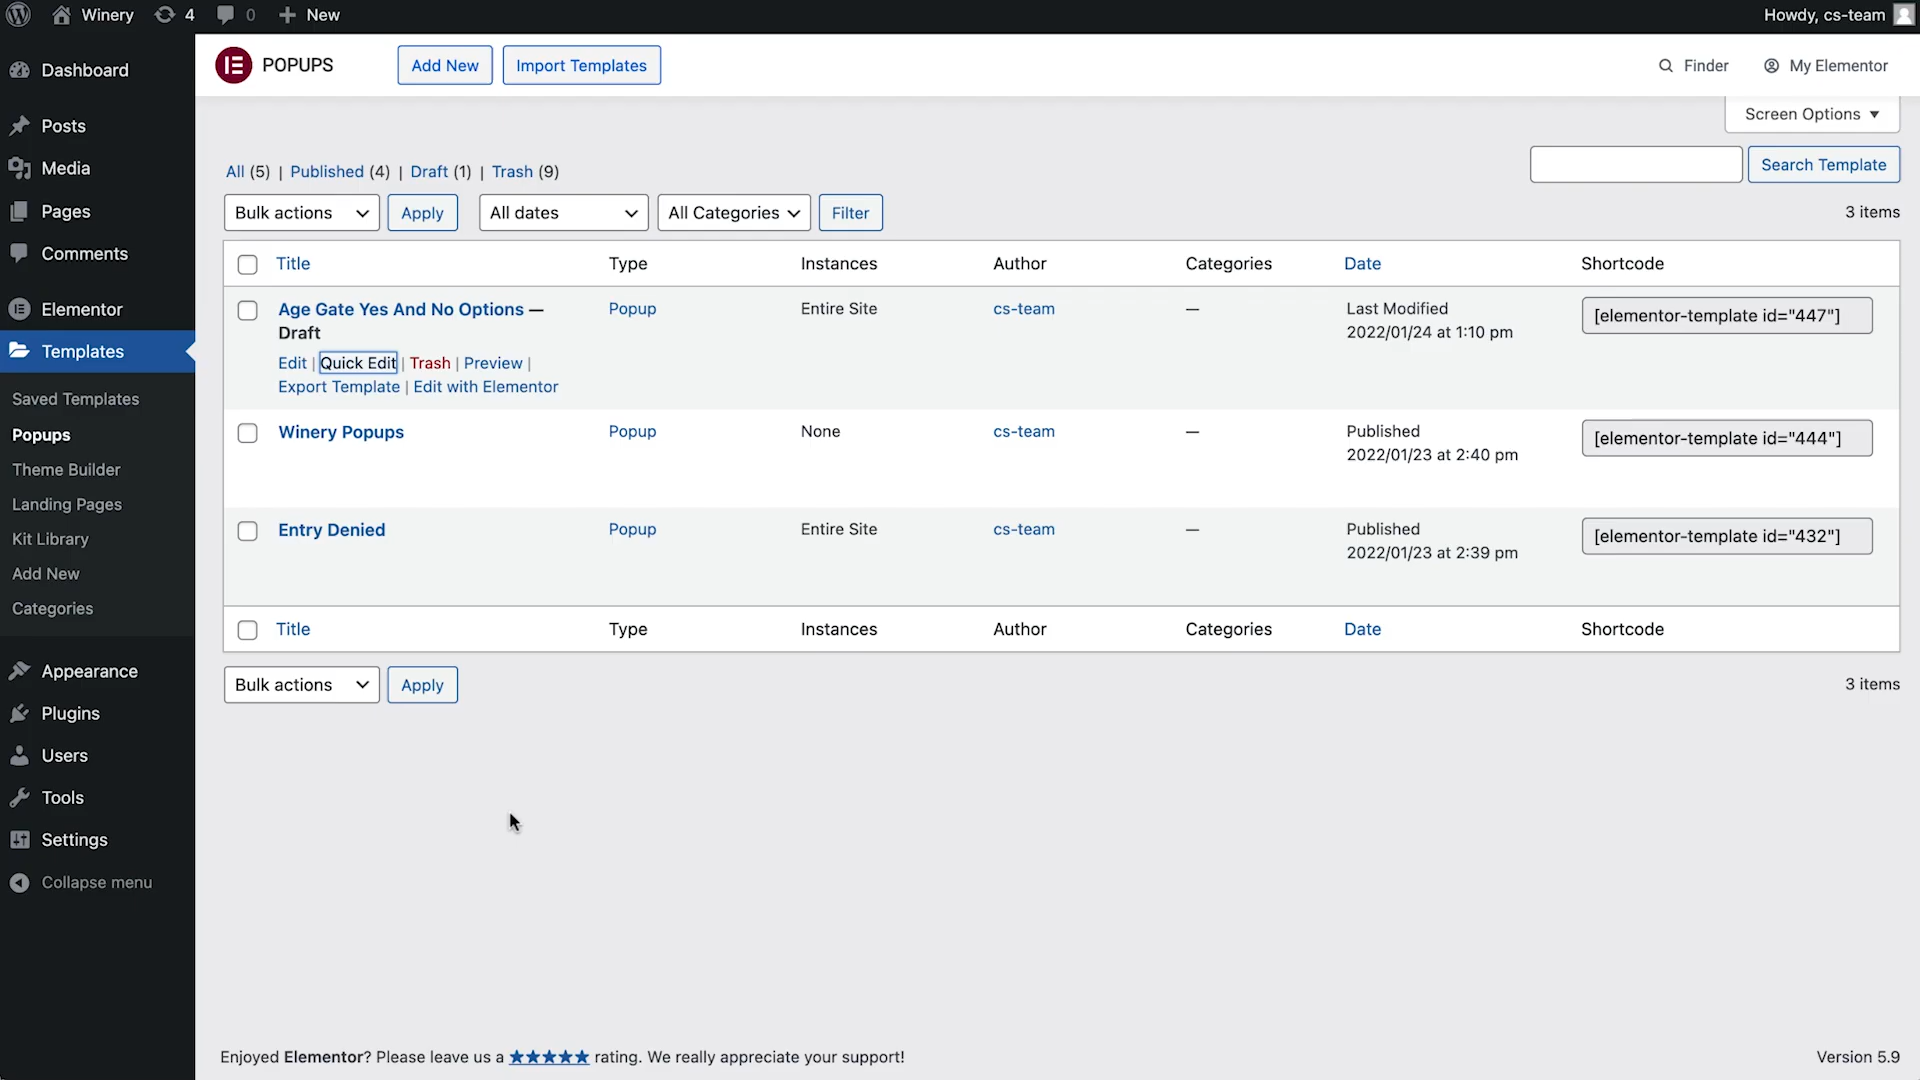 Winery 4 0 New Howdy, cs-team
Dashboard
Posts
Media
Pages
Comments
Elementor
Templates
Saved Templates
Popups
Theme Builder
Landing Pages
Kit Library
Add New
Categories
Appearance
Plugins
Users
Tools
Settings
Collapse menu
POPUPS Add New Import Templates Finder My Elementor
Screen Options
All (5) | Published (4) | Draft (1) | Trash (9) Search Template
Bulk actions Apply All dates All Categories Filter 3 items
Title Type Instances Author Categories Date Shortcode
Age Gate Yes And No Options — Popup Entire Site cs-team — Last Modified [elementor-template id="447"]
Draft 2022/01/24 at 1:10 pm
Edit | Quick Edit | Trash | Preview |
Export Template | Edit with Elementor
Winery Popups Popup None cs-team — Published [elementor-template id="444"]
2022/01/23 at 2:40 pm
Entry Denied Popup Entire Site cs-team — Published [elementor-template id="432"]
2022/01/23 at 2:39 pm
Title Type Instances Author Categories Date Shortcode
Bulk actions Apply 3 items
Enjoyed Elementor? Please leave us a ★★★★★ rating. We really appreciate your support! Version 5.9